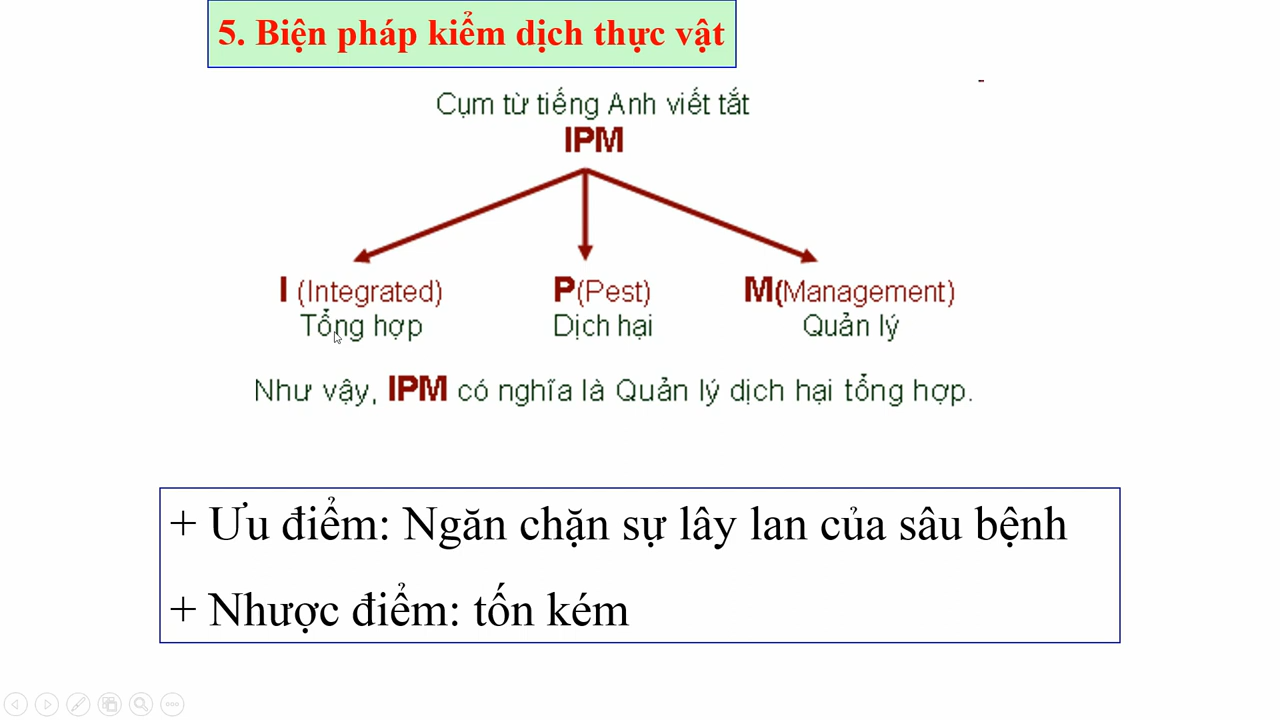 5. Biện pháp kiểm dịch thực vật
Cụm từ tiếng Anh viết tắt
IPM
I (Integrated) P(Pest) M(Management)
Tổng hợp Dịch hại Quản lý
Như vậy, IPM có nghĩa là Quản lý dịch hại tổng hợp.
+ Ưu điểm: Ngăn chặn sự lây lan của sâu bệnh
+ Nhược điểm: tốn kém